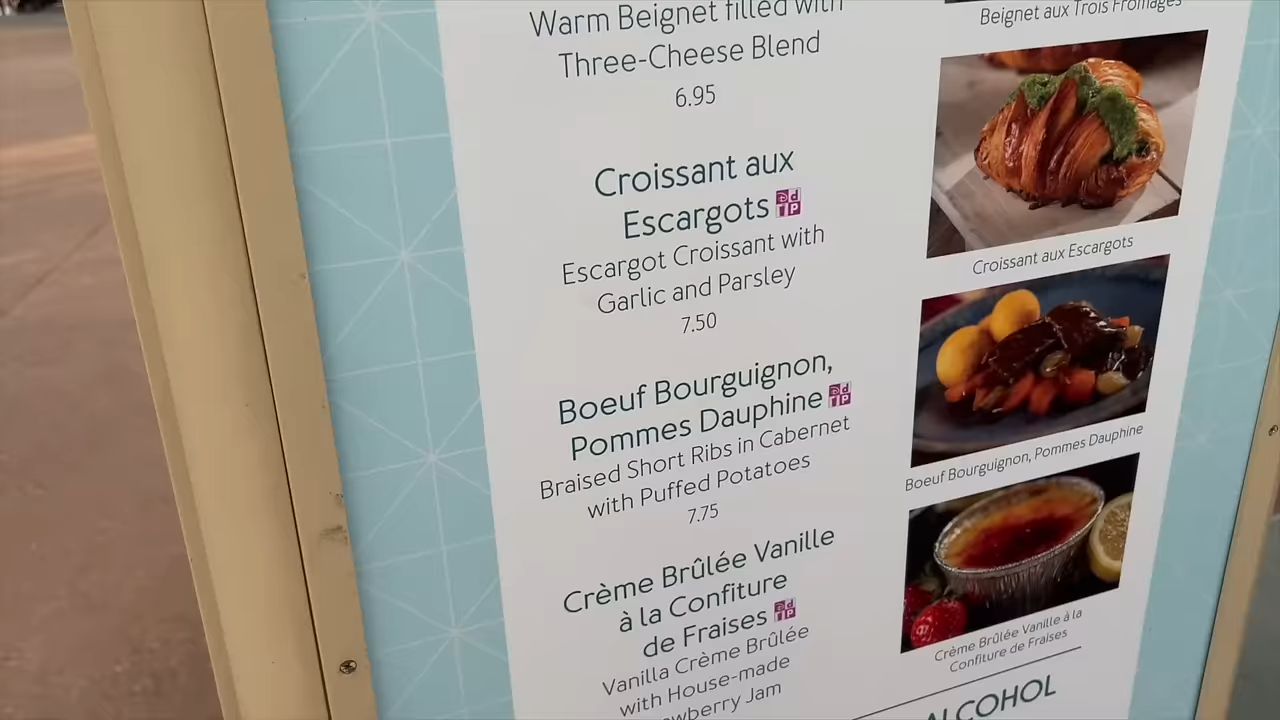 Warm Beignet filled with
Three-Cheese Blend
6.95
Croissant aux
Escargots
Escargot Croissant with
Garlic and Parsley
7.50
Boeuf Bourguignon,
Pommes Dauphine
Braised Short Ribs in Cabernet
with Puffed Potatoes
7.75
Crème Brûlée Vanille
à la Confiture
de Fraises
Vanilla Crème Brûlée
with House-made
wberry Jam
Beignet aux Trois Fromages
Croissant aux Escargots
Boeuf Bourguignon, Pommes Dauphine
Crème Brûlée Vanille à la
Confiture de Fraises
ALCOHOL